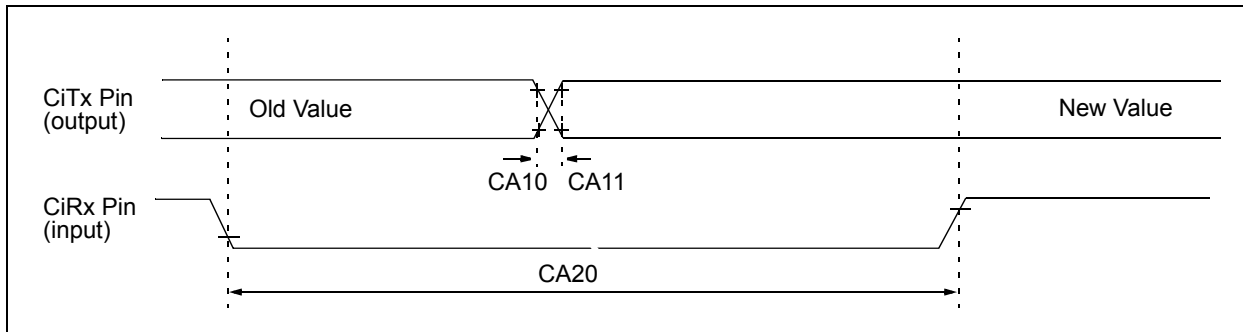 CiTx Pin
(output)
Old Value
New Value
CA10 CA11
CiRx Pin
(input)
CA20